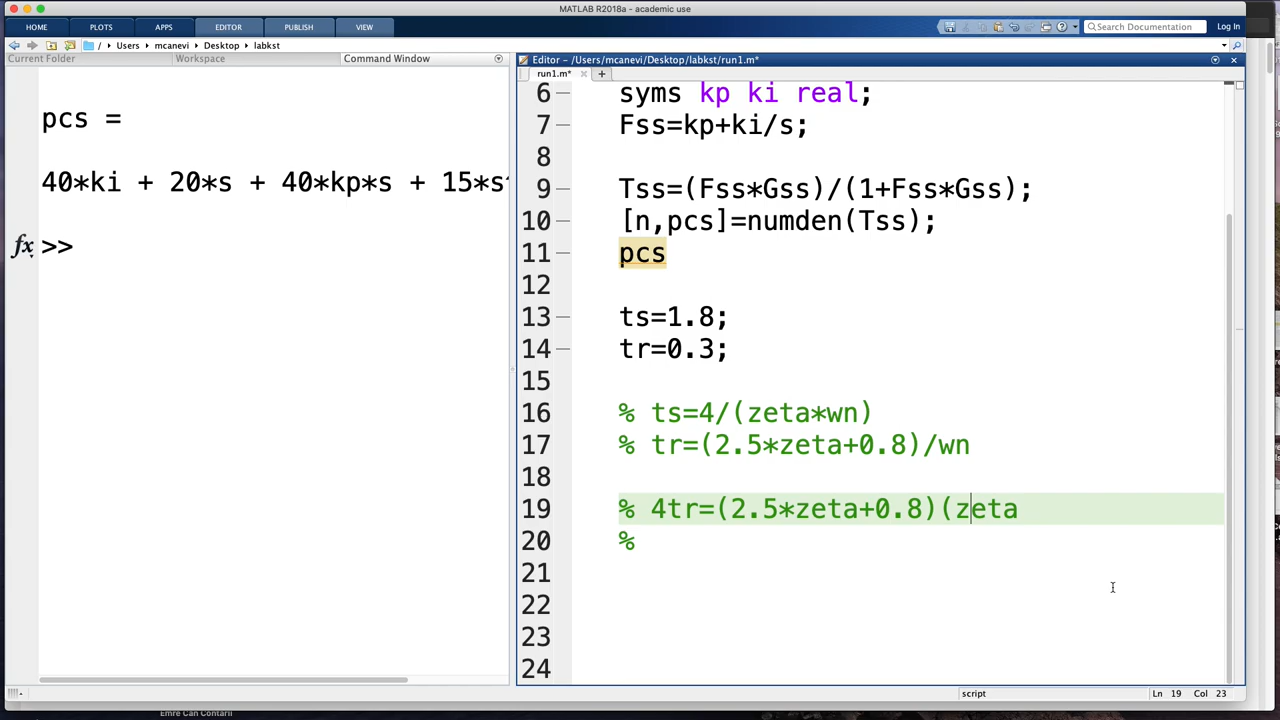 MATLAB R2018a - academic use
HOME PLOTS APPS EDITOR PUBLISH VIEW Search Documentation Log In
/ Users mcanevi Desktop labkst
Current Folder Workspace Command Window
pcs =
40*ki + 20*s + 40*kp*s + 15*s
fx >>
Editor - /Users/mcanevi/Desktop/labkst/run1.m*
run1.m*
6 syms kp ki real;
7 Fss=kp+ki/s;
8
9 Tss=(Fss*Gss)/(1+Fss*Gss);
10 [n,pcs]=numden(Tss);
11 pcs
12
13 ts=1.8;
14 tr=0.3;
15
16 % ts=4/(zeta*wn)
17 % tr=(2.5*zeta+0.8)/wn
18
19 % 4tr=(2.5*zeta+0.8)(zeta
20 %
21
22
23
24
script Ln 19 Col 23
Emre Can Contarli